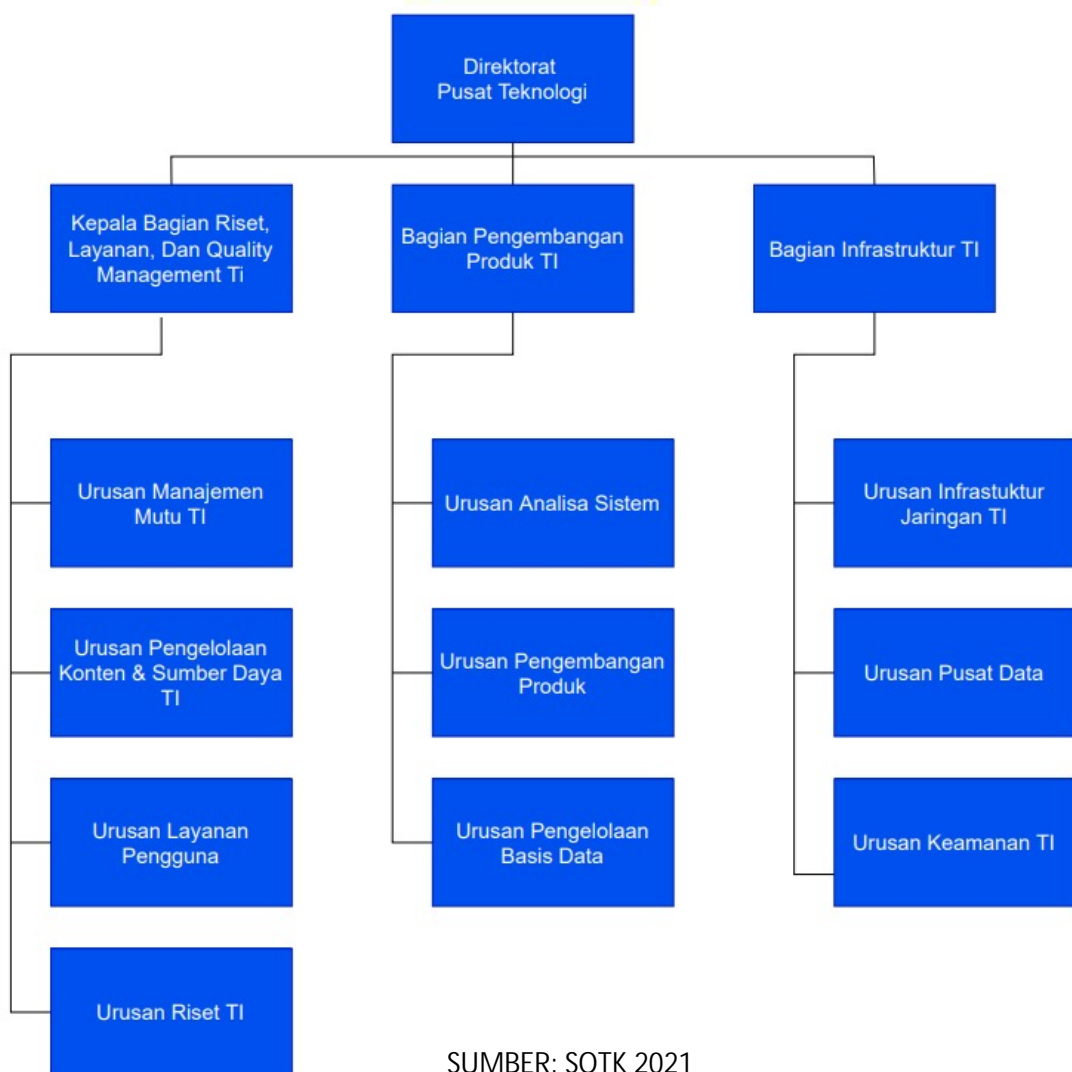 Direktorat
Pusat Teknologi
Kepala Bagian Riset,
Layanan, Dan Quality
Management Ti
Bagian Pengembangan
Produk TI
Bagian Infrastruktur TI
Urusan Manajemen
Mutu TI
Urusan Analisa Sistem
Urusan Infrastuktur
Jaringan TI
Urusan Pengelolaan
Konten & Sumber Daya
TI
Urusan Pengembangan
Produk
Urusan Pusat Data
Urusan Layanan
Pengguna
Urusan Pengelolaan
Basis Data
Urusan Keamanan TI
Urusan Riset TI
SUMBER: SOTK 2021